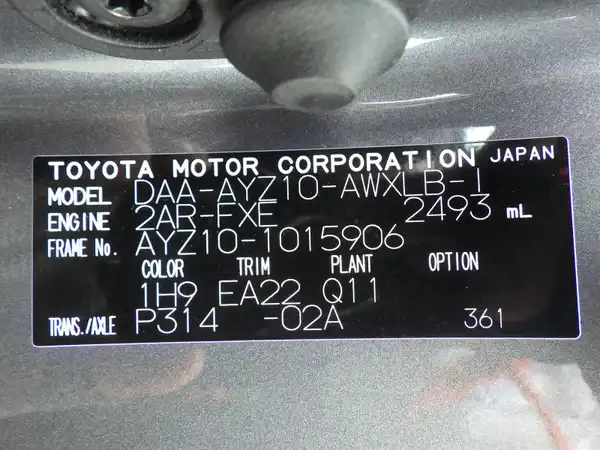 TOYOTA MOTOR CORPORATION JAPAN
MODEL DAA-AYZ10-AWXLB-I
ENGINE 2AR-FXE 2493 mL
FRAME No. AYZ10-1015906
COLOR TRIM PLANT OPTION
1H9 EA22 Q11
TRANS./AXLE P314 -02A 361